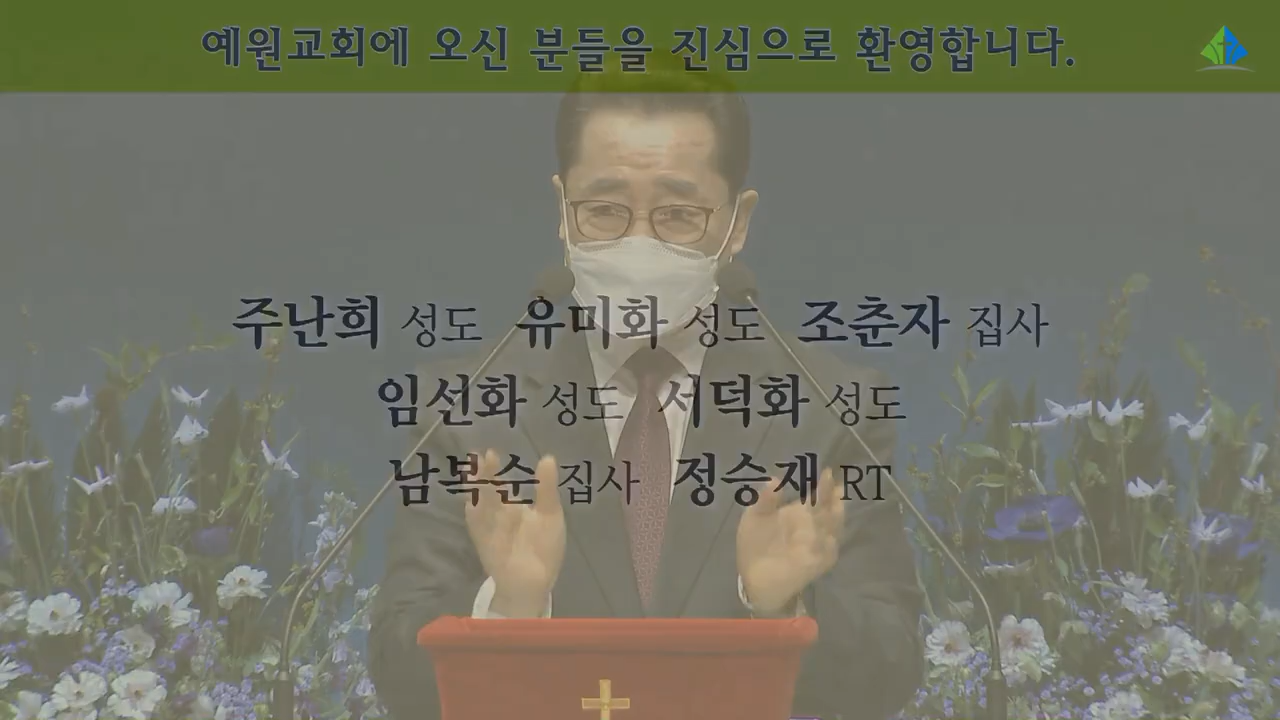 예원교회에 오신 분들을 진심으로 환영합니다.
주난희 성도 유미화 성도 조춘자 집사
임선화 성도 서덕화 성도
남복순 집사 정승재 RT